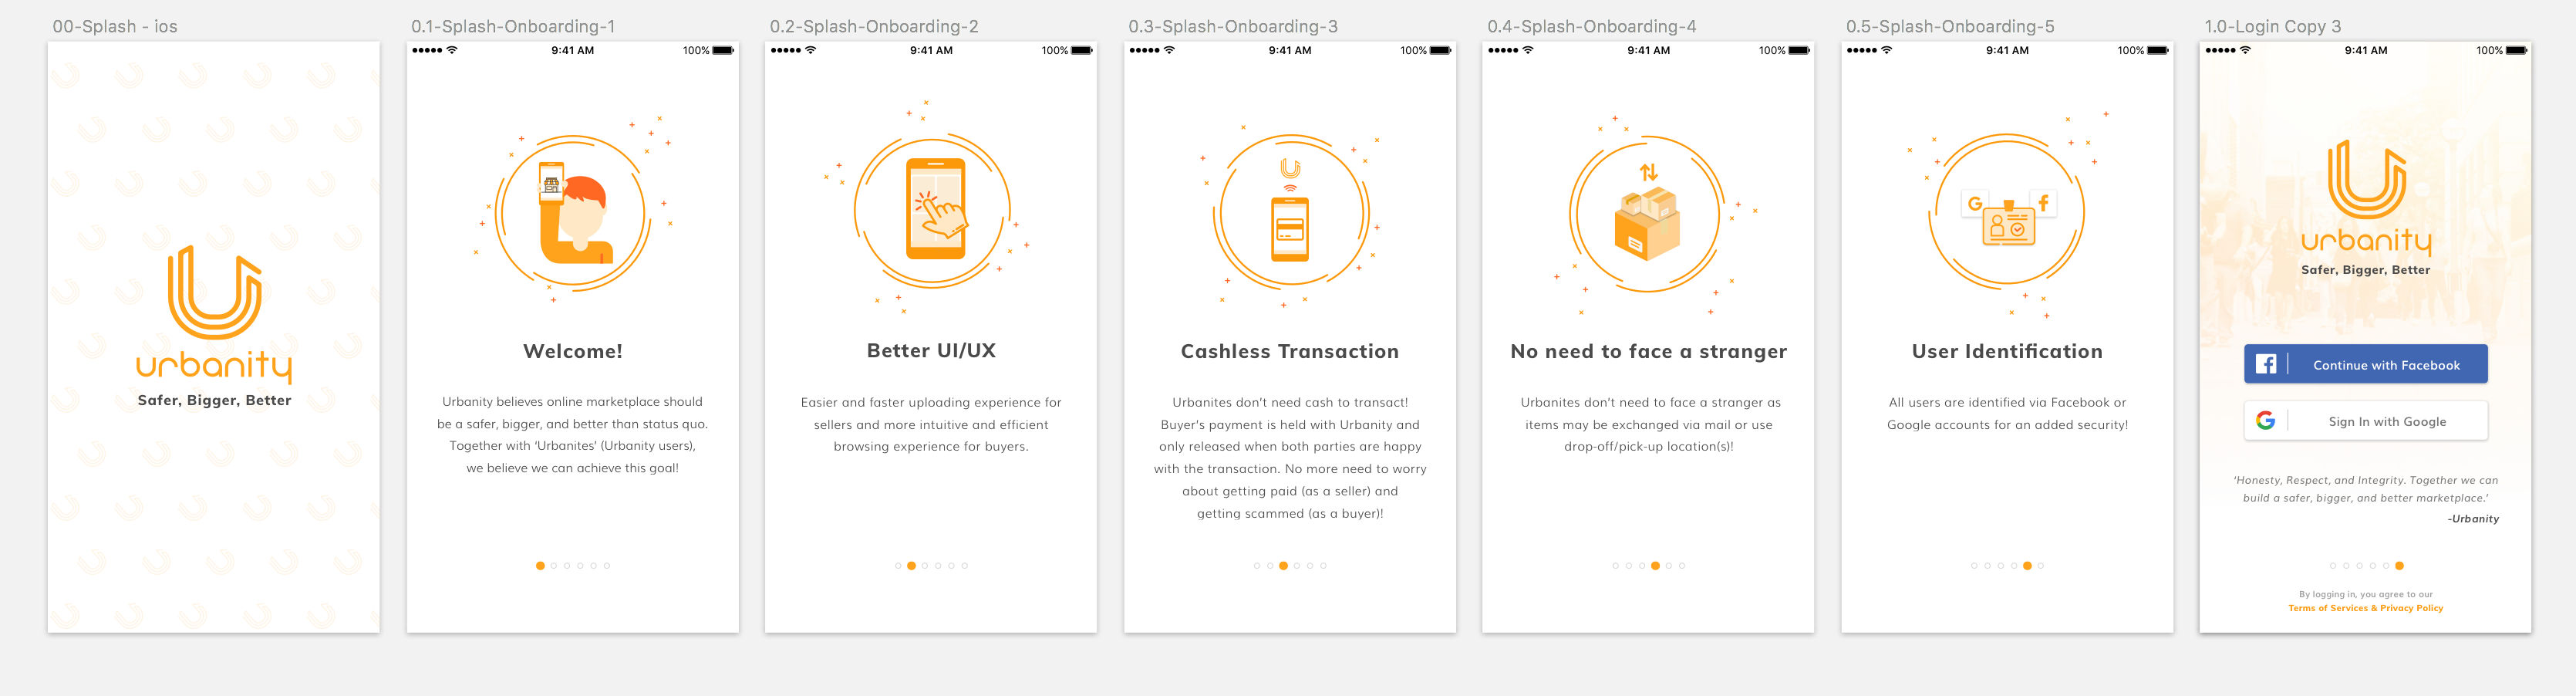 00-Splash - ios
urbanity
Safer, Bigger, Better
0.1-Splash-Onboarding-1
9:41 AM
100%
Welcome!
Urbanity believes online marketplace should
be a safer, bigger, and better than status quo.
Together with ‘Urbanites’ (Urbanity users),
we believe we can achieve this goal!
0.2-Splash-Onboarding-2
9:41 AM
100%
Better UI/UX
Easier and faster uploading experience for
sellers and more intuitive and efficient
browsing experience for buyers.
0.3-Splash-Onboarding-3
9:41 AM
100%
Cashless Transaction
Urbanites don’t need cash to transact!
Buyer’s payment is held with Urbanity and
only released when both parties are happy
with the transaction. No more need to worry
about getting paid (as a seller) and
getting scammed (as a buyer)!
0.4-Splash-Onboarding-4
9:41 AM
100%
No need to face a stranger
Urbanites don’t need to face a stranger as
items may be exchanged via mail or use
drop-off/pick-up location(s)!
0.5-Splash-Onboarding-5
9:41 AM
100%
G f
User Identification
All users are identified via Facebook or
Google accounts for an added security!
1.0-Login Copy 3
9:41 AM
100%
urbanity
Safer, Bigger, Better
f Continue with Facebook
G Sign In with Google
‘Honesty, Respect, and Integrity. Together we can
build a safer, bigger, and better marketplace.’
-Urbanity
By logging in, you agree to our
Terms of Services & Privacy Policy